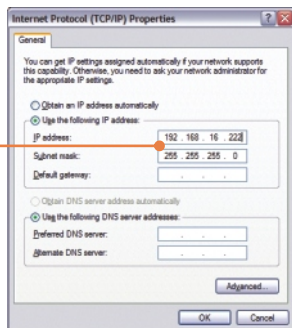 Internet Protocol (TCP/IP) Properties
General
You can get IP settings assigned automatically if your network supports
this capability. Otherwise, you need to ask your network administrator for
the appropriate IP settings.
Obtain an IP address automatically
Use the following IP address:
IP address: 192 . 168 . 16 . 222
Subnet mask: 255 . 255 . 255 . 0
Default gateway: . . .
Obtain DNS server address automatically
Use the following DNS server addresses:
Preferred DNS server: . . .
Alternate DNS server: . . .
Advanced...
OK Cancel